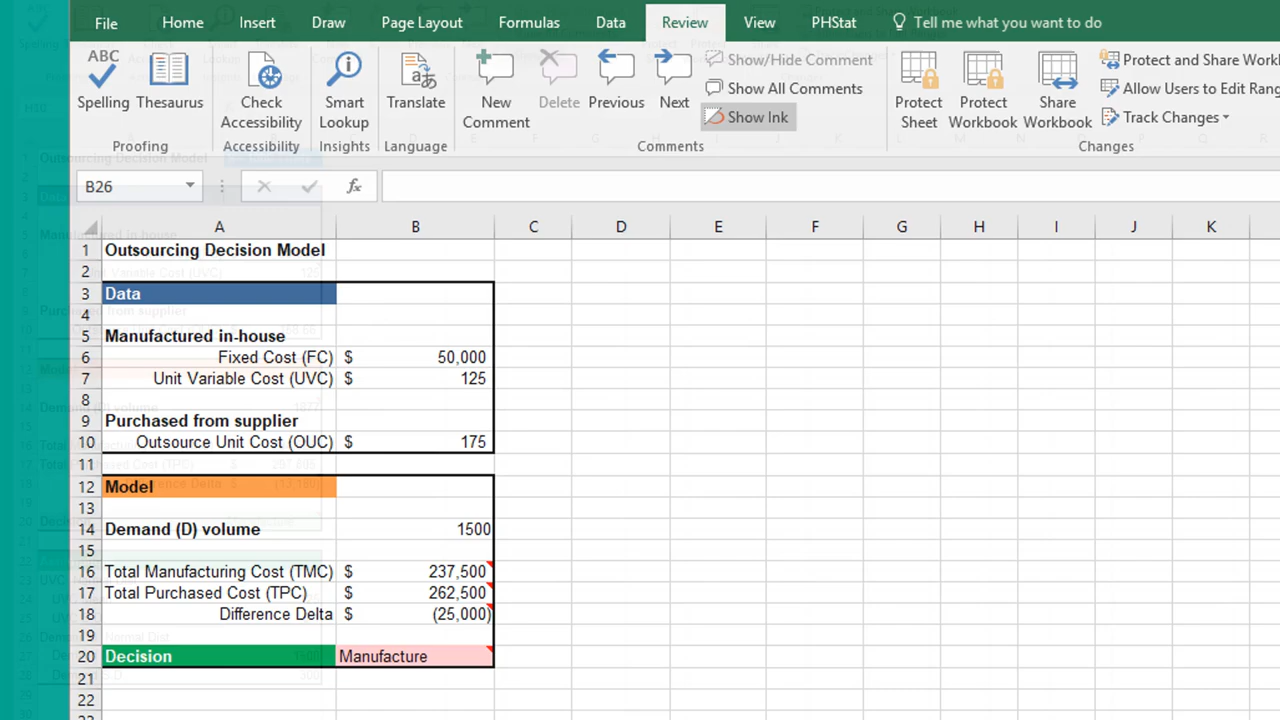 File Home Insert Draw Page Layout Formulas Data Review View PHStat Tell me what you want to do
ABC
Spelling Thesaurus Check Accessibility Smart Lookup Translate New Comment Delete Previous Next
Show/Hide Comment
Show All Comments
Show Ink
Protect Sheet Protect Workbook Share Workbook
Protect and Share Work
Allow Users to Edit Rang
Track Changes
Proofing Accessibility Insights Language Comments Changes
B26 fx
A B C D E F G H I J K
1 Outsourcing Decision Model
2
3 Data
4
5 Manufactured in-house
6 Fixed Cost (FC) $ 50,000
7 Unit Variable Cost (UVC) $ 125
8
9 Purchased from supplier
10 Outsource Unit Cost (OUC) $ 175
11
12 Model
13
14 Demand (D) volume 1500
15
16 Total Manufacturing Cost (TMC) $ 237,500
17 Total Purchased Cost (TPC) $ 262,500
18 Difference Delta $ (25,000)
19
20 Decision Manufacture
21
22
23